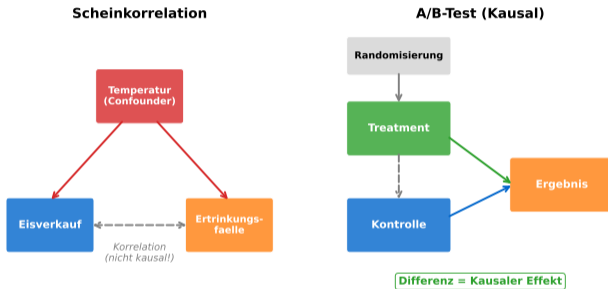 Scheinkorrelation
Temperatur
(Confounder)
Eisverkauf
Ertrinkungs-
faelle
Korrelation
(nicht kausal!)
A/B-Test (Kausal)
Randomisierung
Treatment
Ergebnis
Kontrolle
Differenz = Kausaler Effekt